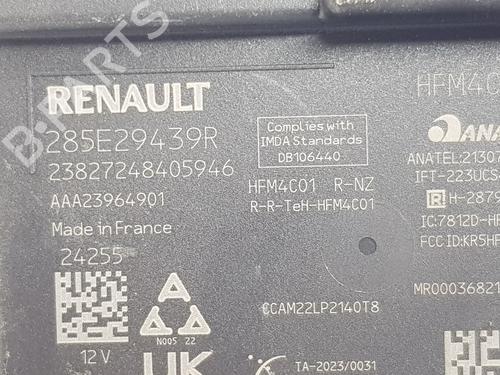 RENAULT
285E29439R
23827248405946
AAA23964901
Made in France
24255
12 V
N005 22
UK
Complies with
IMDA Standards
DB106440
HFM4C01 R-NZ
R-R-TeH-HFM4C01
CCAM22LP2140T8
TA-2023/0031
HFM4C
ANA
ANATEL:21307
IFT-223UCS
R H-2879
IC:7812D-HF
FCC ID:KR5HF
MR00036821
B-PARTS